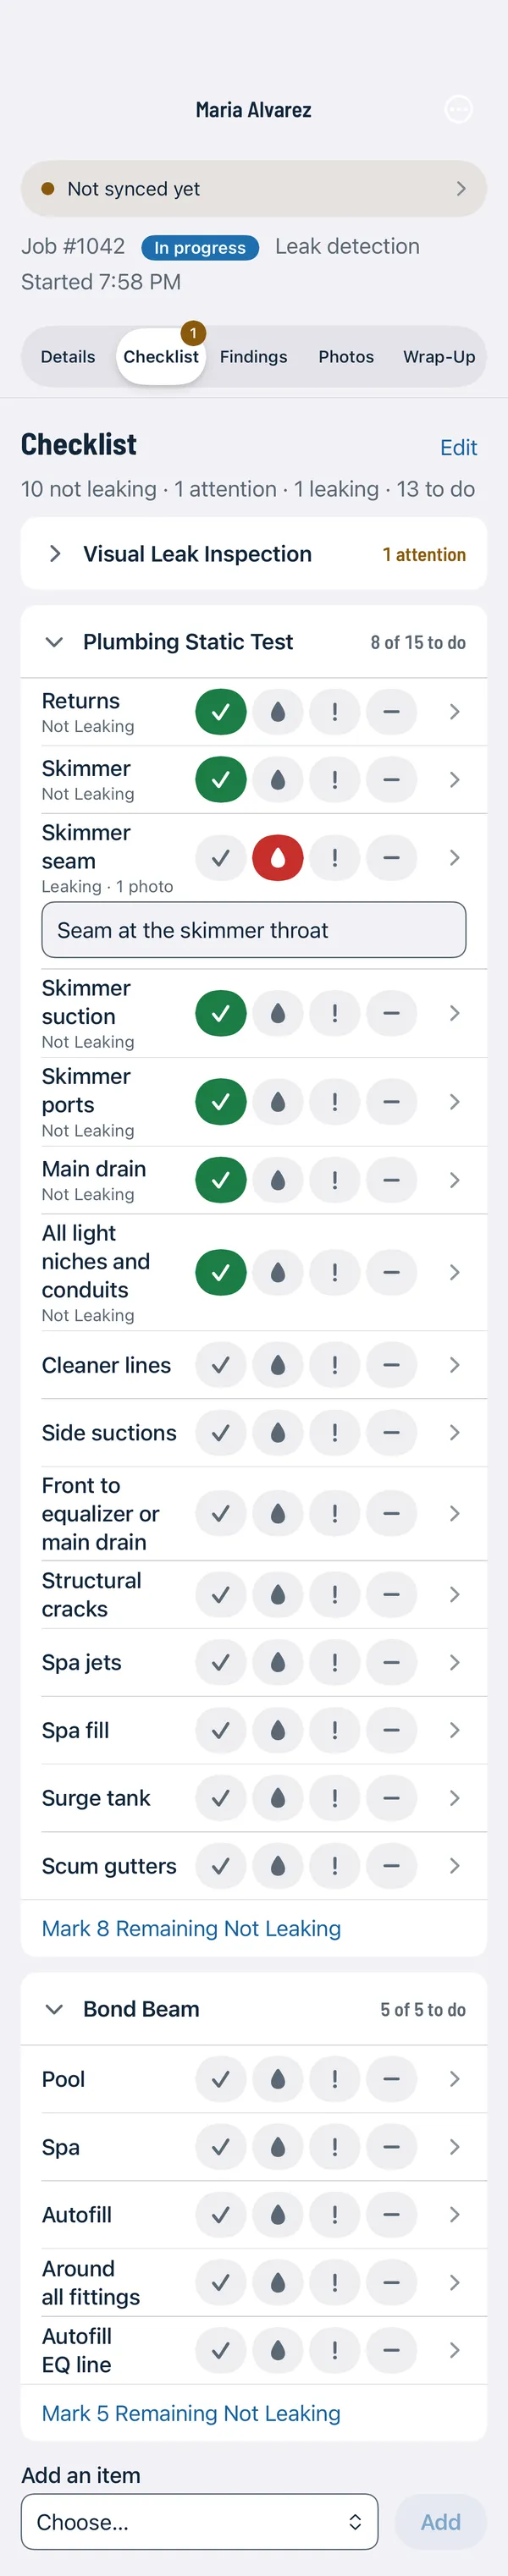 Maria Alvarez
Not synced yet
Job #1042 In progress Leak detection
Started 7:58 PM
1
Details Checklist Findings Photos Wrap-Up
Checklist Edit
10 not leaking · 1 attention · 1 leaking · 13 to do
Visual Leak Inspection 1 attention
Plumbing Static Test 8 of 15 to do
Returns
Not Leaking
Skimmer
Not Leaking
Skimmer
seam
Leaking · 1 photo
Seam at the skimmer throat
Skimmer
suction
Not Leaking
Skimmer
ports
Not Leaking
Main drain
Not Leaking
All light
niches and
conduits
Not Leaking
Cleaner lines
Side suctions
Front to
equalizer or
main drain
Structural
cracks
Spa jets
Spa fill
Surge tank
Scum gutters
Mark 8 Remaining Not Leaking
Bond Beam 5 of 5 to do
Pool
Spa
Autofill
Around
all fittings
Autofill
EQ line
Mark 5 Remaining Not Leaking
Add an item
Choose... Add